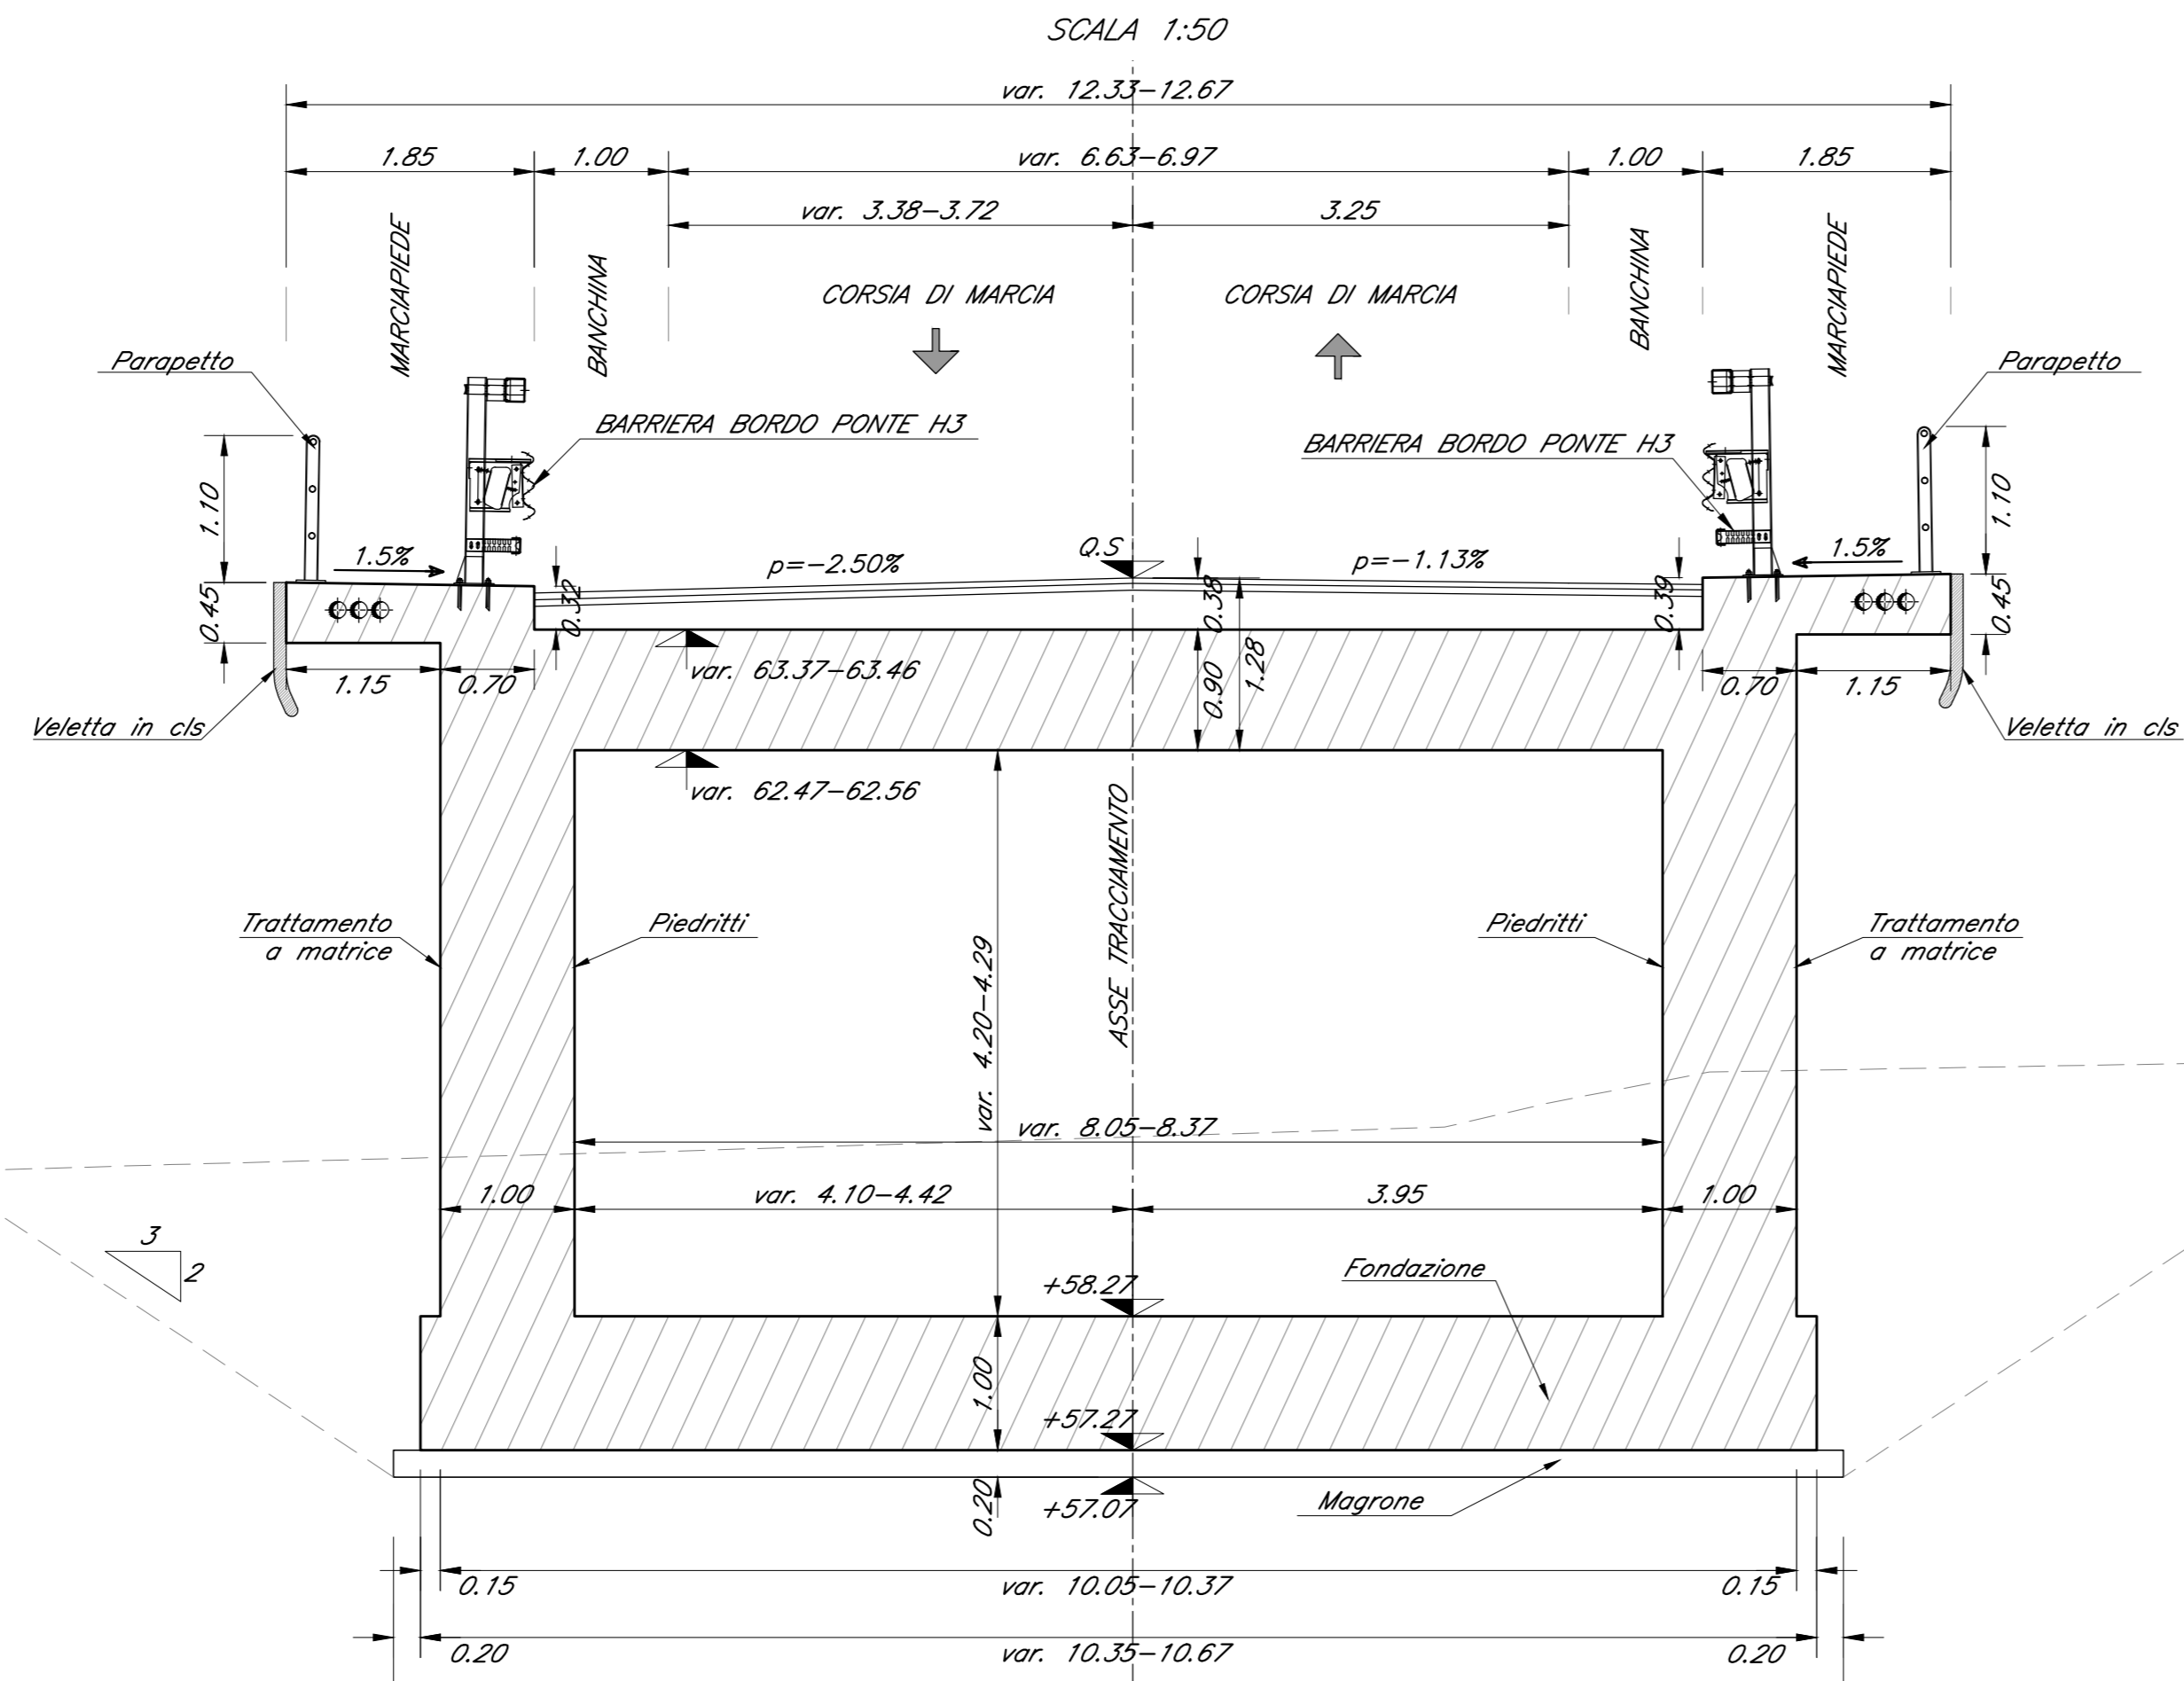 SCALA 1:50
var. 12.33-12.67
1.85
1.00
var. 6.63-6.97
1.00
1.85
var. 3.38-3.72
3.25
MARCIAPIEDE
BANCHINA
CORSIA DI MARCIA
CORSIA DI MARCIA
BANCHINA
MARCIAPIEDE
Parapetto
Parapetto
BARRIERA BORDO PONTE H3
BARRIERA BORDO PONTE H3
1.10
1.10
1.5%
p=-2.50%
Q.S
p=-1.13%
1.5%
0.45
0.32
0.38
0.39
0.45
1.15
0.70
var. 63.37-63.46
0.90
1.28
0.70
1.15
Veletta in cls
Veletta in cls
var. 62.47-62.56
ASSE TRACCIAMENTO
Trattamento
a matrice
Piedritti
var. 4.20-4.29
Piedritti
Trattamento
a matrice
var. 8.05-8.37
1.00
var. 4.10-4.42
3.95
1.00
3
2
+58.27
Fondazione
1.00
+57.27
0.20
+57.07
Magrone
0.15
var. 10.05-10.37
0.15
0.20
var. 10.35-10.67
0.20